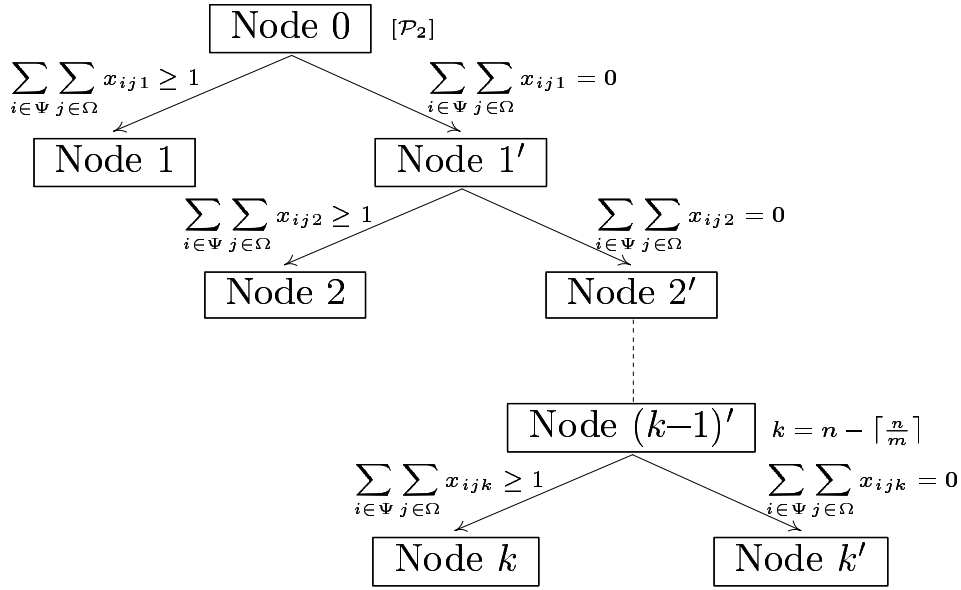 Node 0 [𝒫₂]
∑_{i∈Ψ} ∑_{j∈Ω} x_{ij1} ≥ 1
∑_{i∈Ψ} ∑_{j∈Ω} x_{ij1} = 0
Node 1
Node 1′
∑_{i∈Ψ} ∑_{j∈Ω} x_{ij2} ≥ 1
∑_{i∈Ψ} ∑_{j∈Ω} x_{ij2} = 0
Node 2
Node 2′
Node (k−1)′ k = n − ⌈n/m⌉
∑_{i∈Ψ} ∑_{j∈Ω} x_{ijk} ≥ 1
∑_{i∈Ψ} ∑_{j∈Ω} x_{ijk} = 0
Node k
Node k′